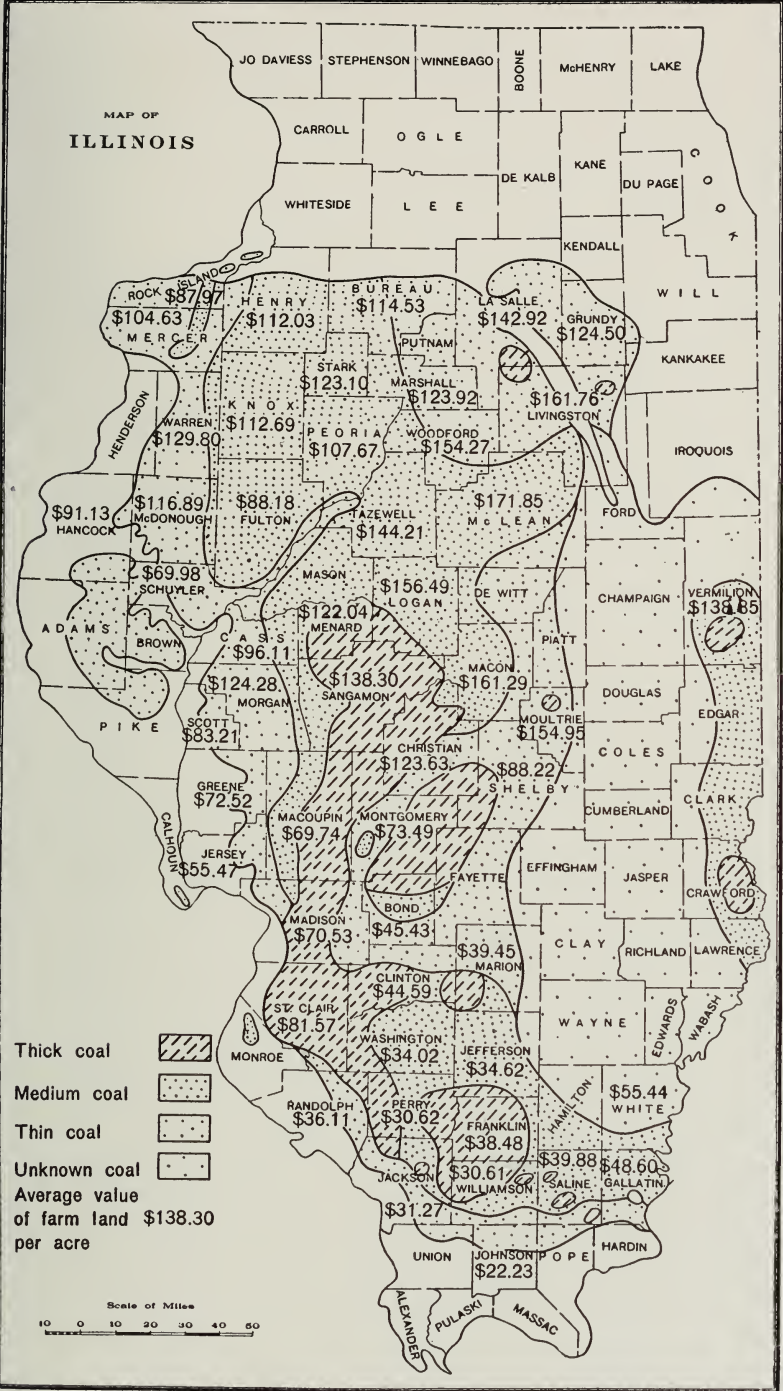 JO DAVIESS
STEPHENSON
WINNEBAGO
BOONE
McHENRY
LAKE
MAP OF
ILLINOIS
CARROLL
OGLE
DE KALB
KANE
COOK
DU PAGE
WHITESIDE
LEE
KENDALL
WILL
ROCK ISLAND
$87.97
HENRY
$112.03
BUREAU
$114.53
LA SALLE
$142.92
GRUNDY
$124.50
$104.63
MERCER
PUTNAM
KANKAKEE
STARK
$123.10
MARSHALL
$123.92
$161.76
LIVINGSTON
HENDERSON
WARREN
$129.80
KNOX
$112.69
PEORIA
$107.67
WOODFORD
$154.27
IROQUOIS
$91.13
HANCOCK
$116.89
McDONOUGH
$88.18
FULTON
TAZEWELL
$144.21
$171.85
McLEAN
FORD
$69.98
SCHUYLER
MASON
$156.49
LOGAN
DE WITT
CHAMPAIGN
VERMILION
$138.85
ADAMS
BROWN
CASS
$96.11
$122.04
MENARD
PIATT
MACON
$161.29
$124.28
MORGAN
$138.30
SANGAMON
DOUGLAS
EDGAR
PIKE
SCOTT
$83.21
MOULTRIE
$154.95
CHRISTIAN
$123.63
COLES
$88.22
SHELBY
GREENE
$72.52
CUMBERLAND
CLARK
CALHOUN
MACOUPIN
$69.74
MONTGOMERY
$73.49
JERSEY
$55.47
FAYETTE
EFFINGHAM
JASPER
CRAWFORD
BOND
$45.43
MADISON
$70.53
$39.45
MARION
CLAY
RICHLAND
LAWRENCE
CLINTON
$44.59
ST. CLAIR
$81.57
WAYNE
EDWARDS
WABASH
MONROE
WASHINGTON
$34.02
JEFFERSON
$34.62
RANDOLPH
$36.11
PERRY
$30.62
HAMILTON
$55.44
WHITE
FRANKLIN
$38.48
JACKSON
$31.27
$30.61
WILLIAMSON
$39.88
SALINE
$48.60
GALLATIN
UNION
JOHNSON
$22.23
POPE
HARDIN
ALEXANDER
PULASKI
MASSAC
Thick coal
Medium coal
Thin coal
Unknown coal
Average value
of farm land $138.30
per acre
Scale of Miles
10 0 10 20 30 40 50